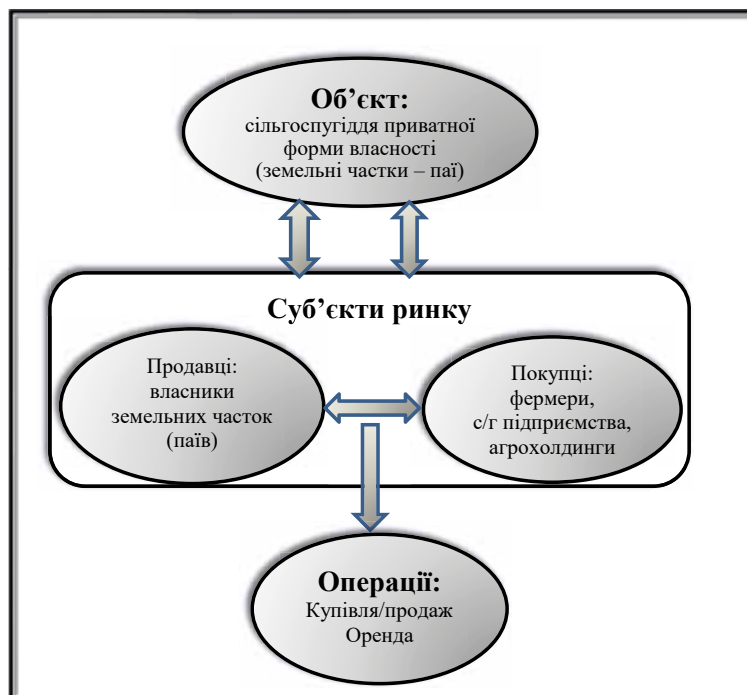 Об’єкт:
сільгоспугіддя приватної
форми власності
(земельні частки – паї)
Суб’єкти ринку
Продавці:
власники
земельних часток
(паїв)
Покупці:
фермери,
с/г підприємства,
агрохолдинги
Операції:
Купівля/продаж
Оренда